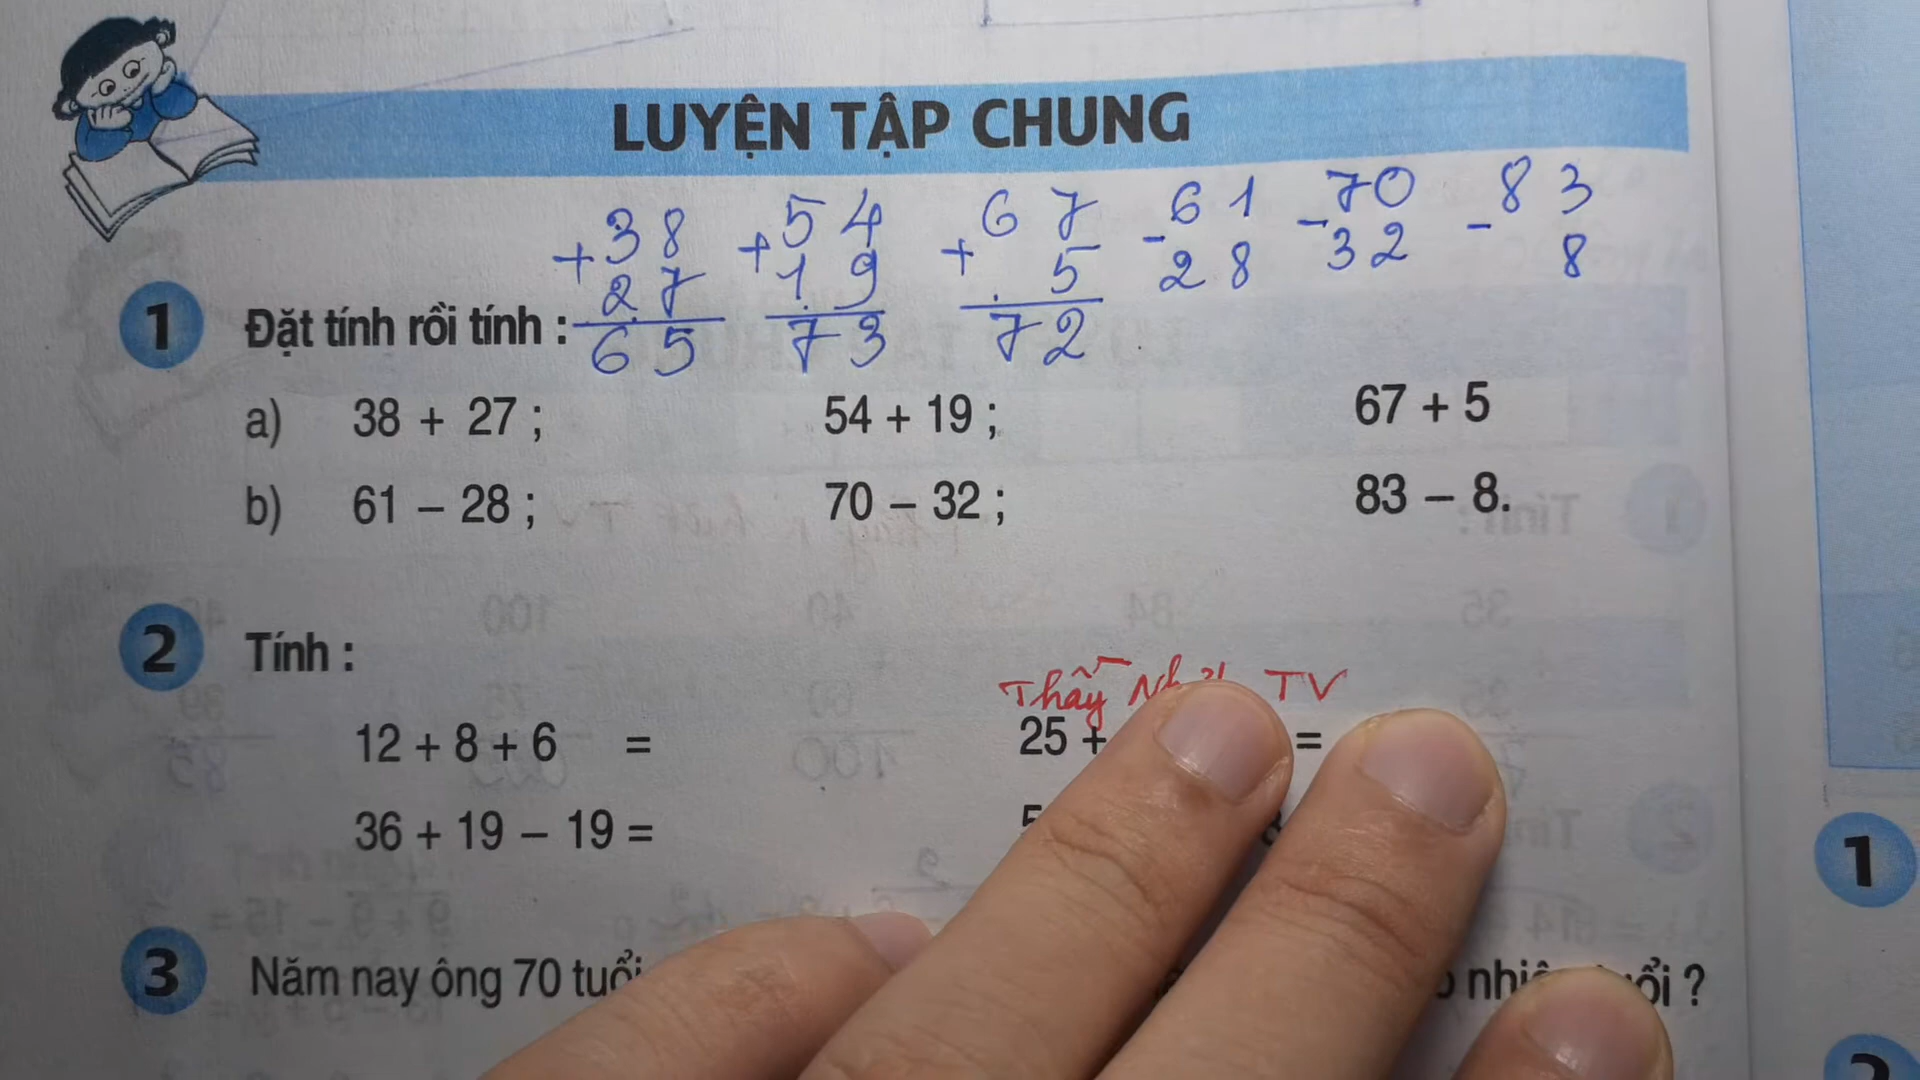 LUYỆN TẬP CHUNG
+ 38 + 54 + 67 - 61 - 70 - 83
27 19 5 28 32 8
1 Đặt tính rồi tính : 65 73 72
a) 38 + 27 ; 54 + 19 ; 67 + 5
b) 61 – 28 ; 70 – 32 ; 83 – 8.
2 Tính :
Thầy TV
12 + 8 + 6 = 25 + =
36 + 19 – 19 =
3 Năm nay ông 70 tuổi ?
1